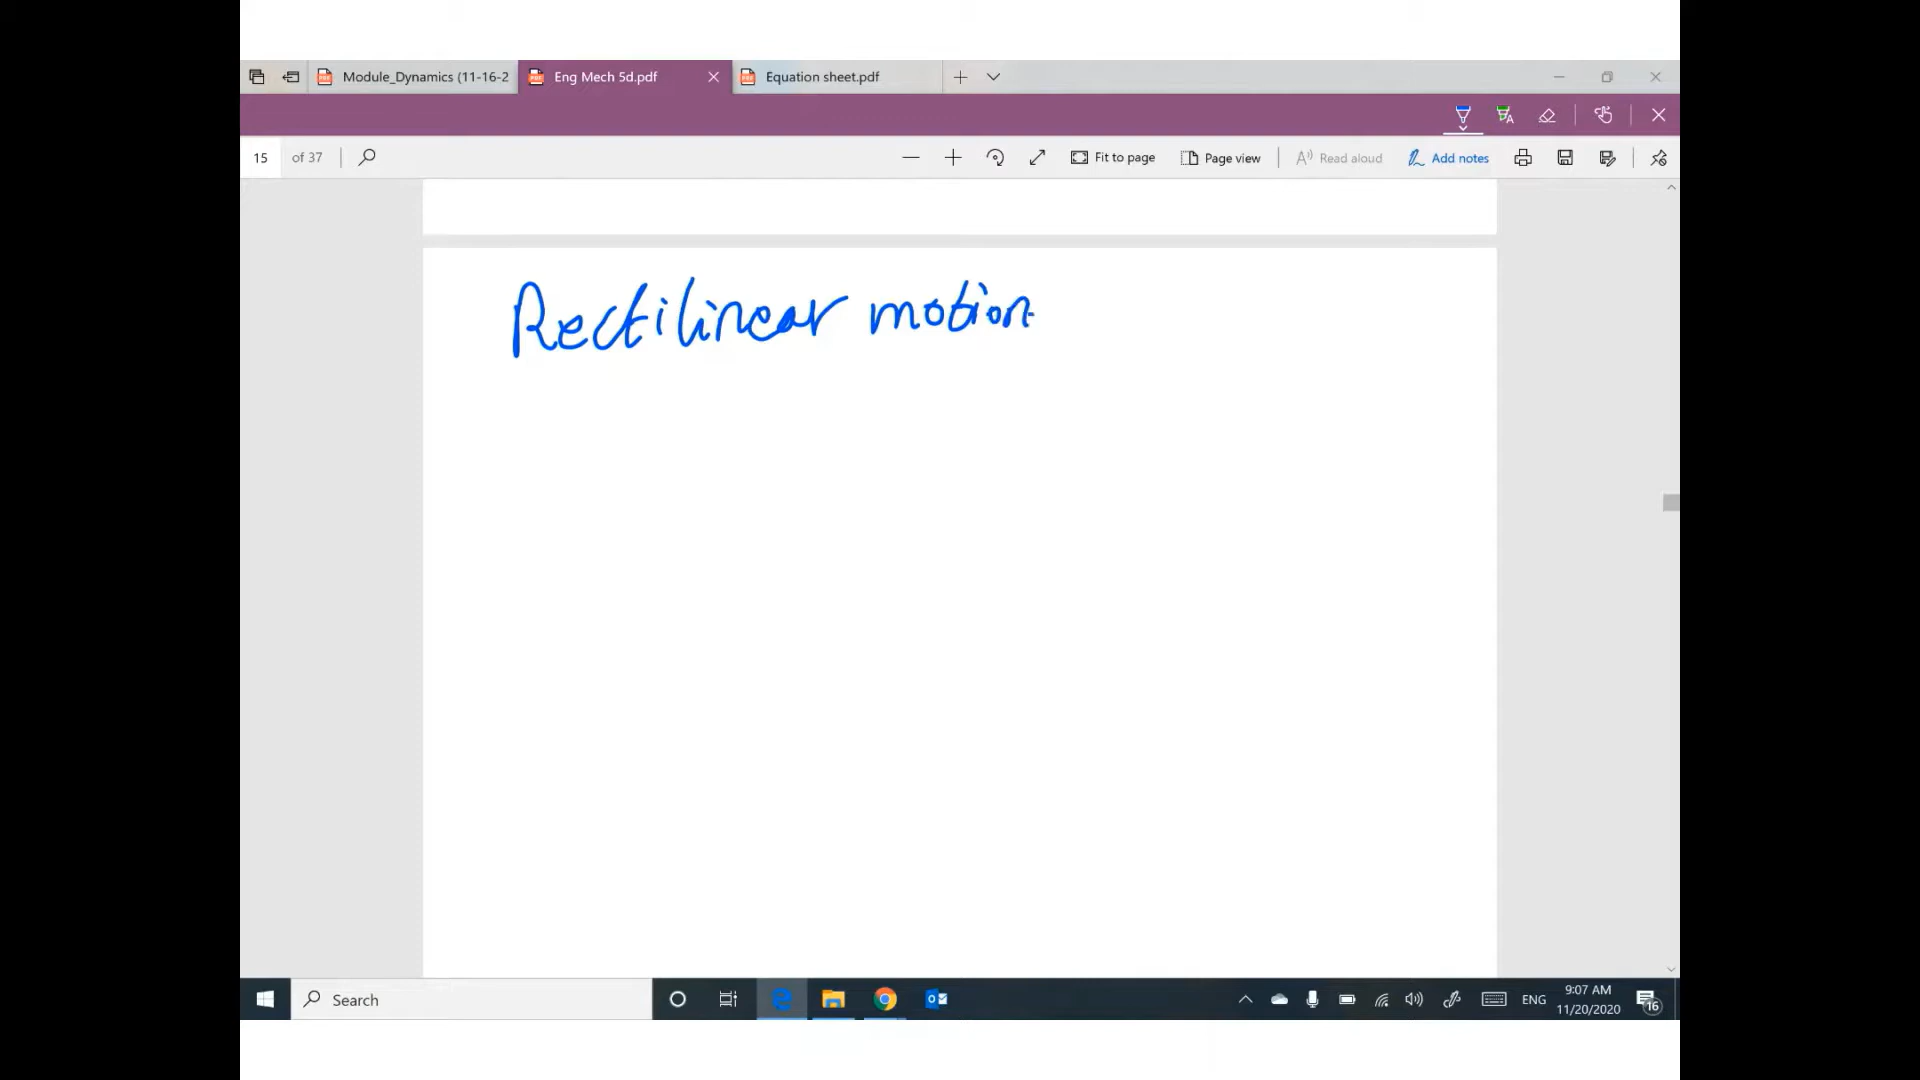 Module_Dynamics (11-16-2
Eng Mech 5d.pdf
Equation sheet.pdf
15 of 37
Fit to page
Page view
Read aloud
Add notes
Rectilinear motion
Search
ENG
9:07 AM
11/20/2020
16